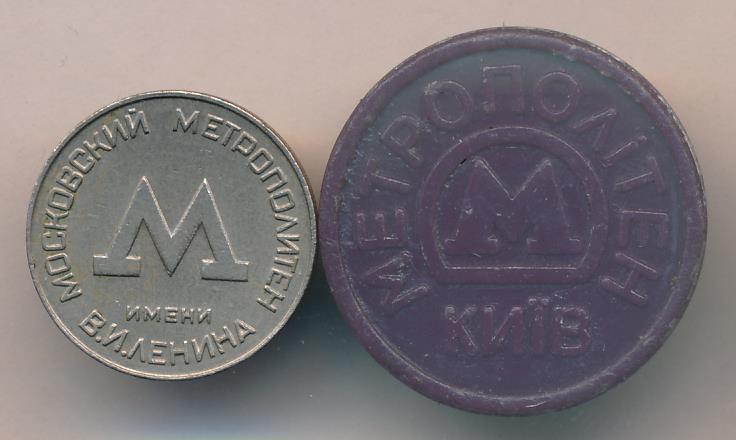 МОСКОВСКИЙ МЕТРОПОЛИТЕН
М
ИМЕНИ
В.И.ЛЕНИНА
МЕТРОПОЛІТЕН
М
КИЇВ